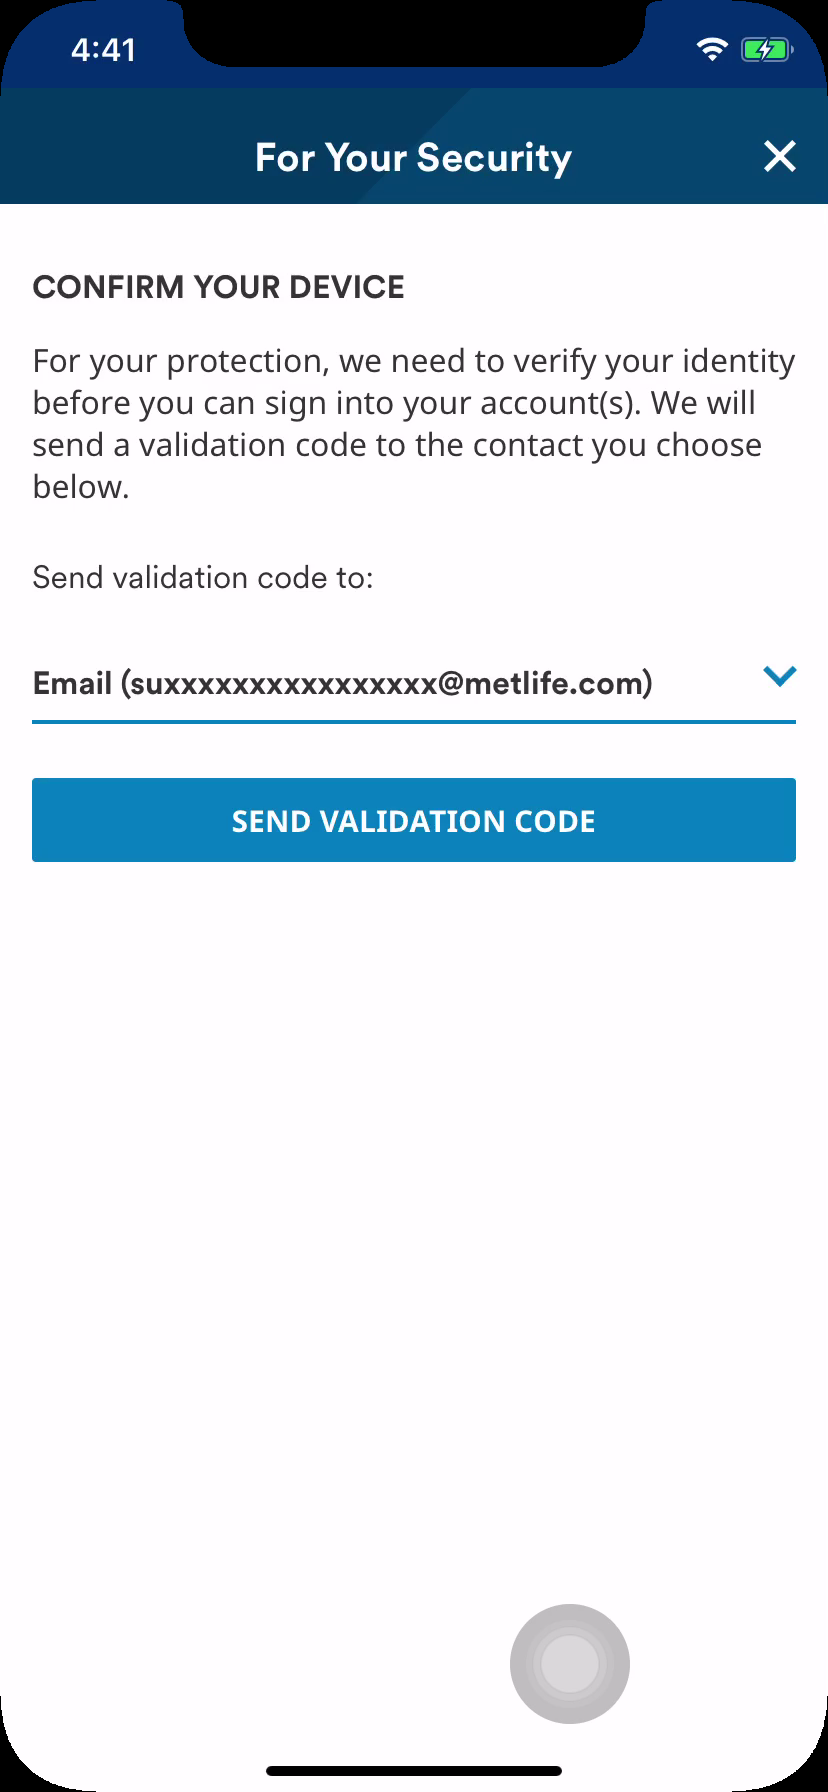 4:41
For Your Security
CONFIRM YOUR DEVICE
For your protection, we need to verify your identity
before you can sign into your account(s). We will
send a validation code to the contact you choose
below.
Send validation code to:
Email (suxxxxxxxxxxxxxxxx@metlife.com)
SEND VALIDATION CODE